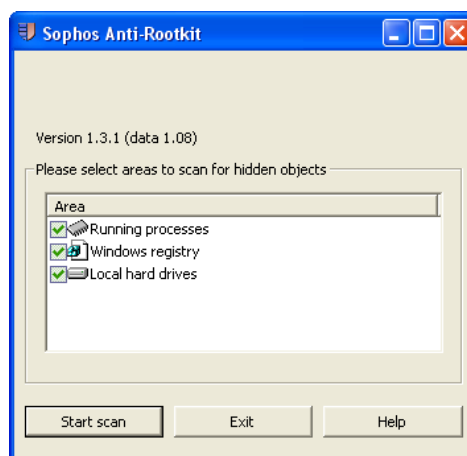 Sophos Anti-Rootkit
Version 1.3.1 (data 1.08)
Please select areas to scan for hidden objects
Area
Running processes
Windows registry
Local hard drives
Start scan Exit Help